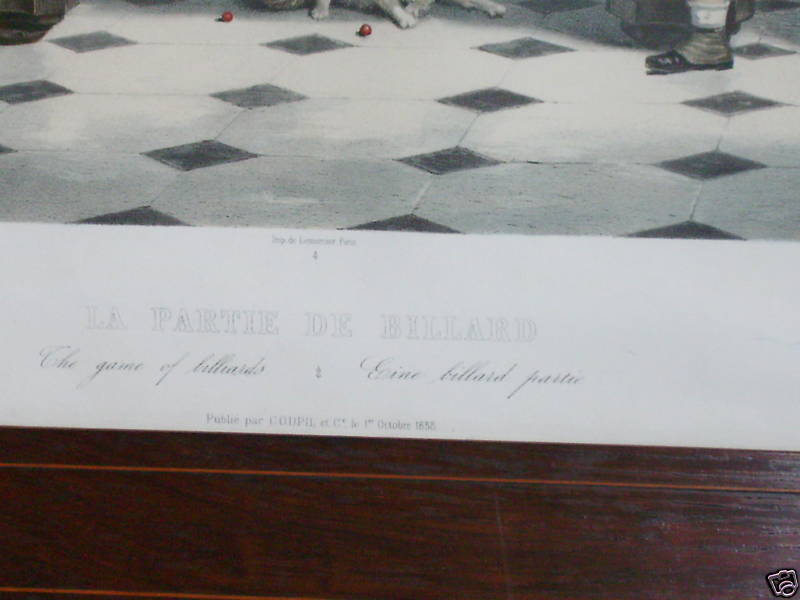 Imp. de Lemercier Paris
4
LA PARTIE DE BILLARD
The game of billiards Eine billard partie
Publié par GOUPIL et Cie. le 1er Octobre 1858